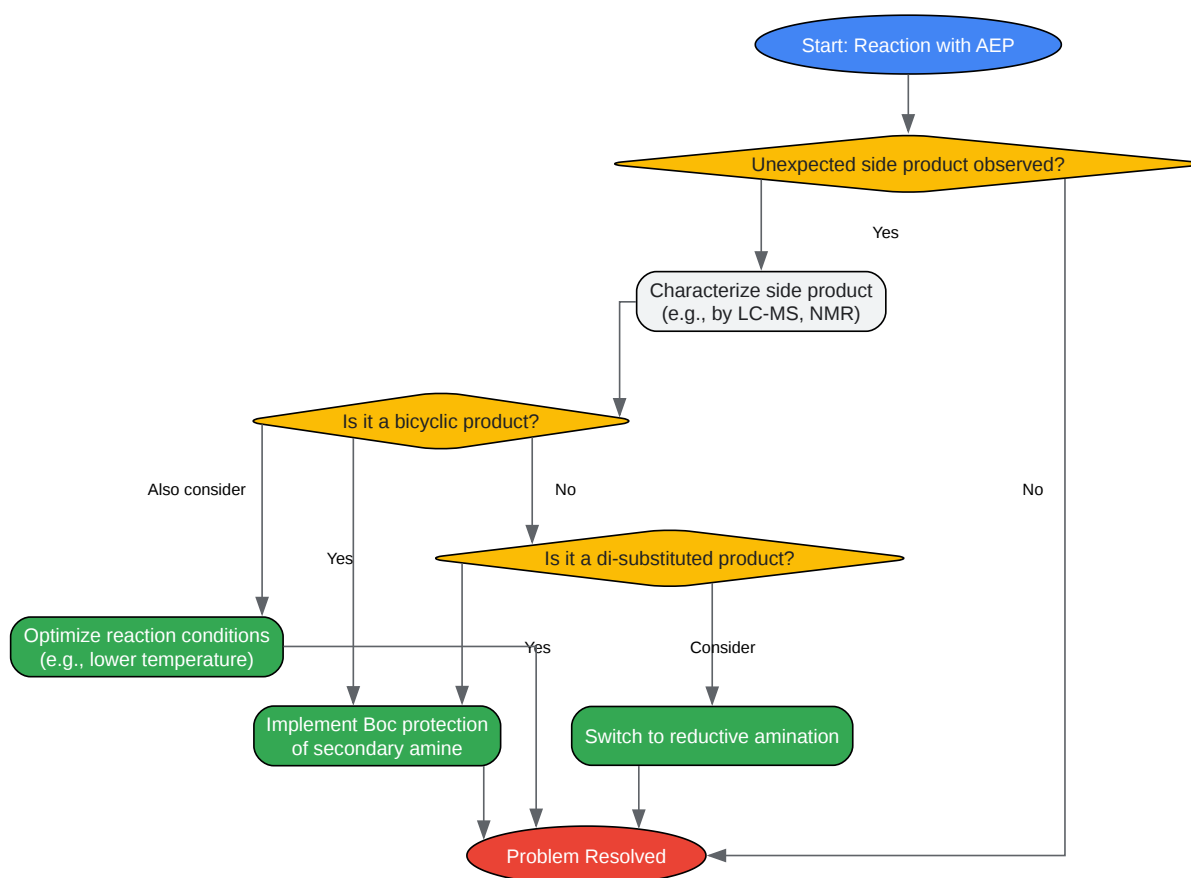 Start: Reaction with AEP
Unexpected side product observed?
Yes
Characterize side product
(e.g., by LC-MS, NMR)
Is it a bicyclic product?
Also consider
No
No
Yes
Is it a di-substituted product?
Optimize reaction conditions
(e.g., lower temperature)
Yes
Consider
Implement Boc protection
of secondary amine
Switch to reductive amination
Problem Resolved